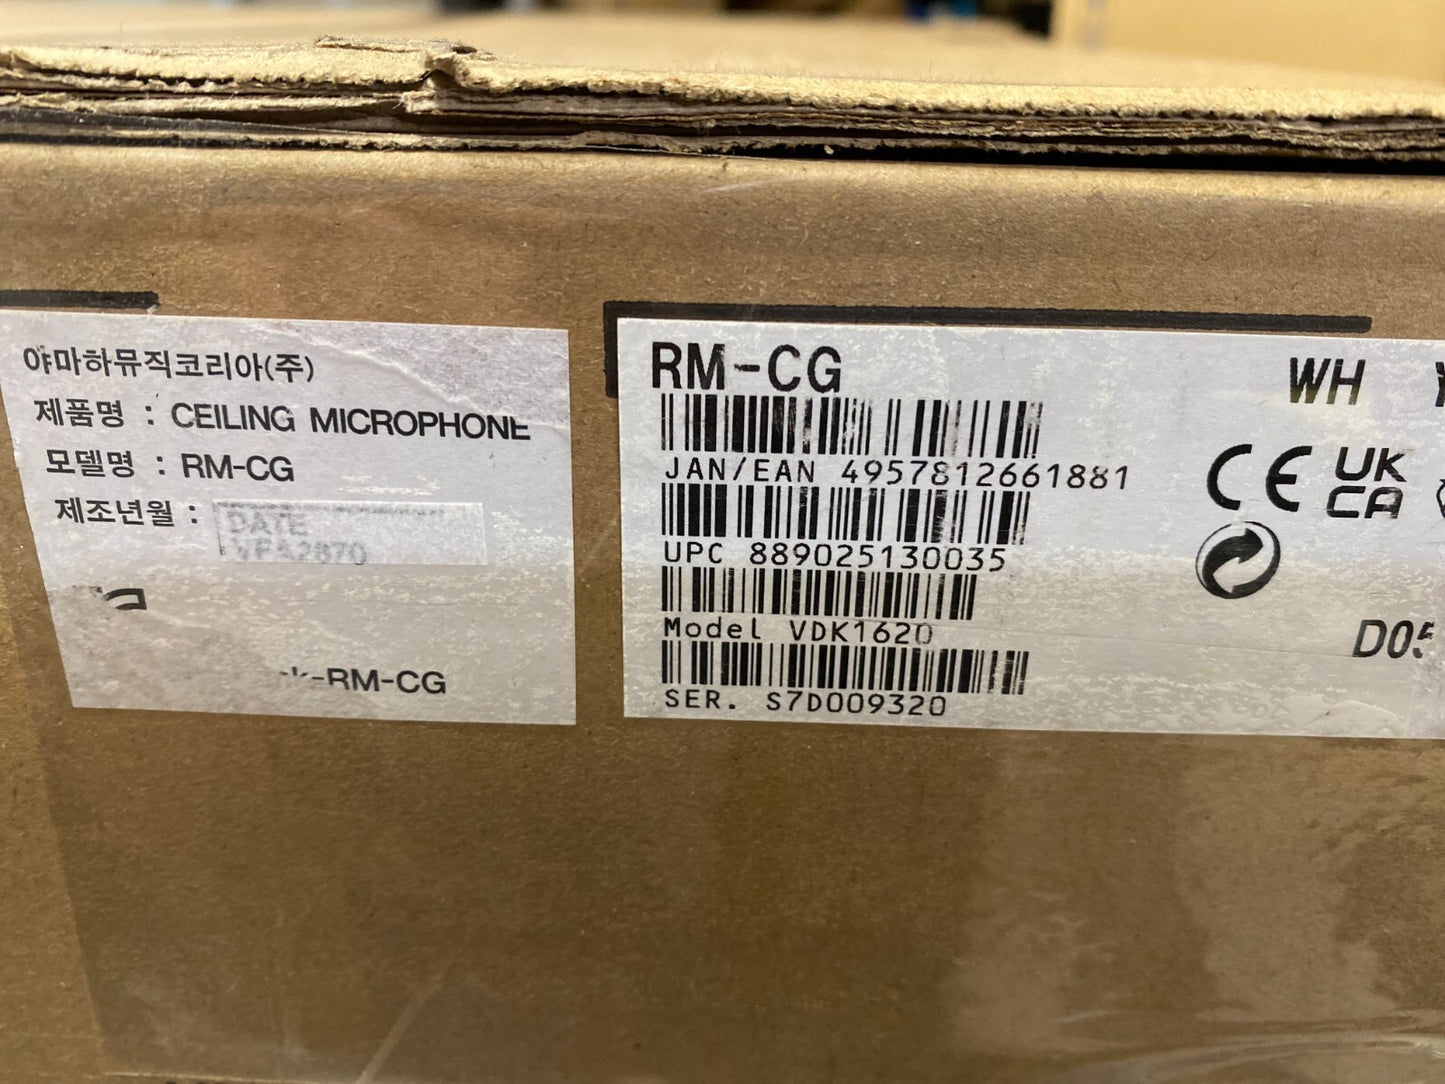 야마하뮤직코리아(주)
제품명 : CEILING MICROPHONE
모델명 : RM-CG
제조년월 :
DATE
-RM-CG
RM-CG
WH
JAN/EAN 4957812661881
CE UK CA
UPC 889025130035
Model VDK1620
D05
SER. S7D009320